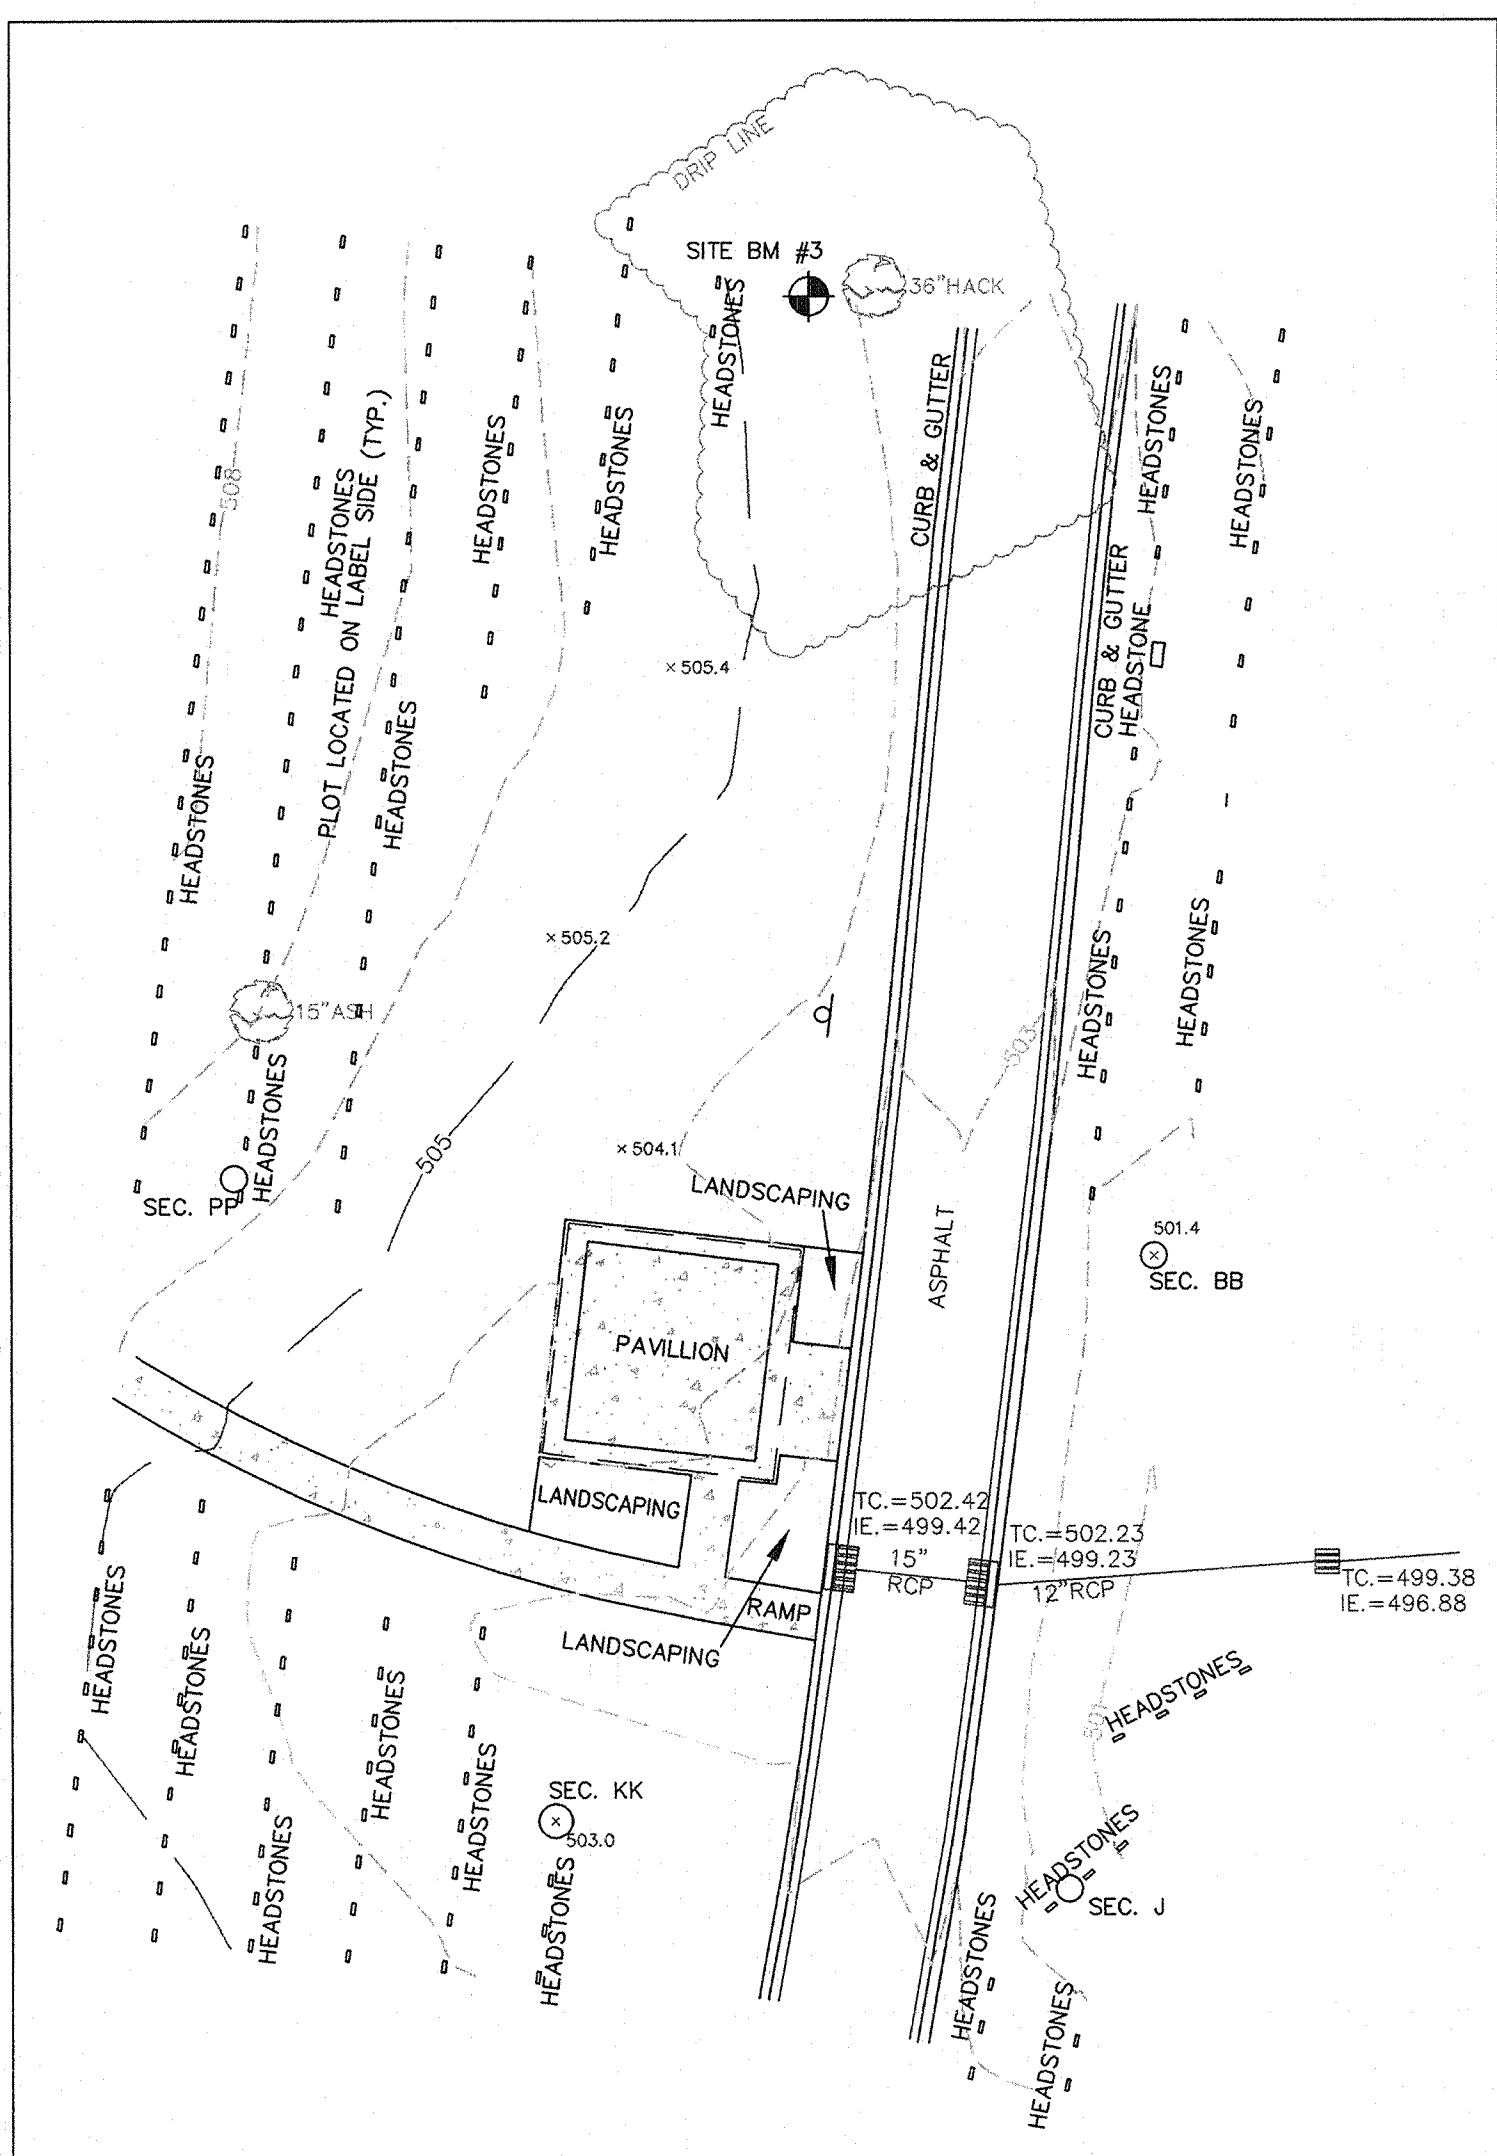 DRIP LINE
SITE BM #3
36"HACK
HEADSTONES
CURB & GUTTER
HEADSTONES
HEADSTONES
508
HEADSTONES
PLOT LOCATED ON LABEL SIDE (TYP.)
HEADSTONES
HEADSTONES
CURB & GUTTER
HEADSTONE
× 505.4
HEADSTONES
HEADSTONES
× 505.2
HEADSTONES
HEADSTONES
15"ASH
503
HEADSTONES
505
× 504.1
LANDSCAPING
SEC. PP
ASPHALT
501.4
SEC. BB
PAVILLION
LANDSCAPING
TC.=502.42
IE.=499.42
15"
RCP
TC.=502.23
IE.=499.23
12"RCP
TC.=499.38
IE.=496.88
RAMP
LANDSCAPING
HEADSTONES
HEADSTONES
HEADSTONES
HEADSTONES
501
HEADSTONES
SEC. KK
503.0
HEADSTONES
HEADSTONES
HEADSTONES
HEADSTONES
SEC. J
HEADSTONES
HEADSTONES